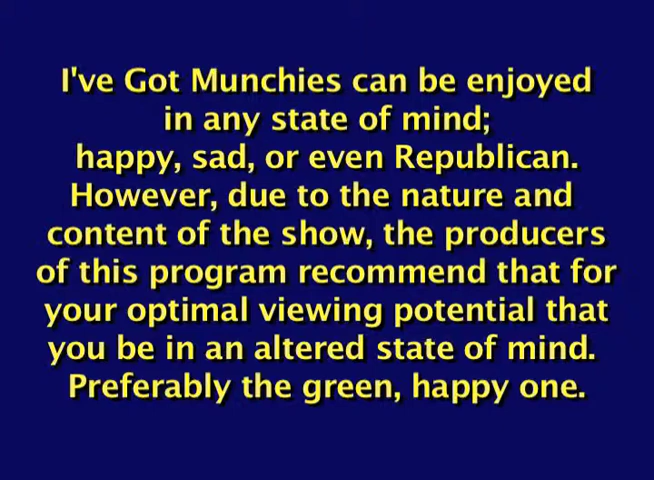 I've Got Munchies can be enjoyed
in any state of mind;
happy, sad, or even Republican.
However, due to the nature and
content of the show, the producers
of this program recommend that for
your optimal viewing potential that
you be in an altered state of mind.
Preferably the green, happy one.